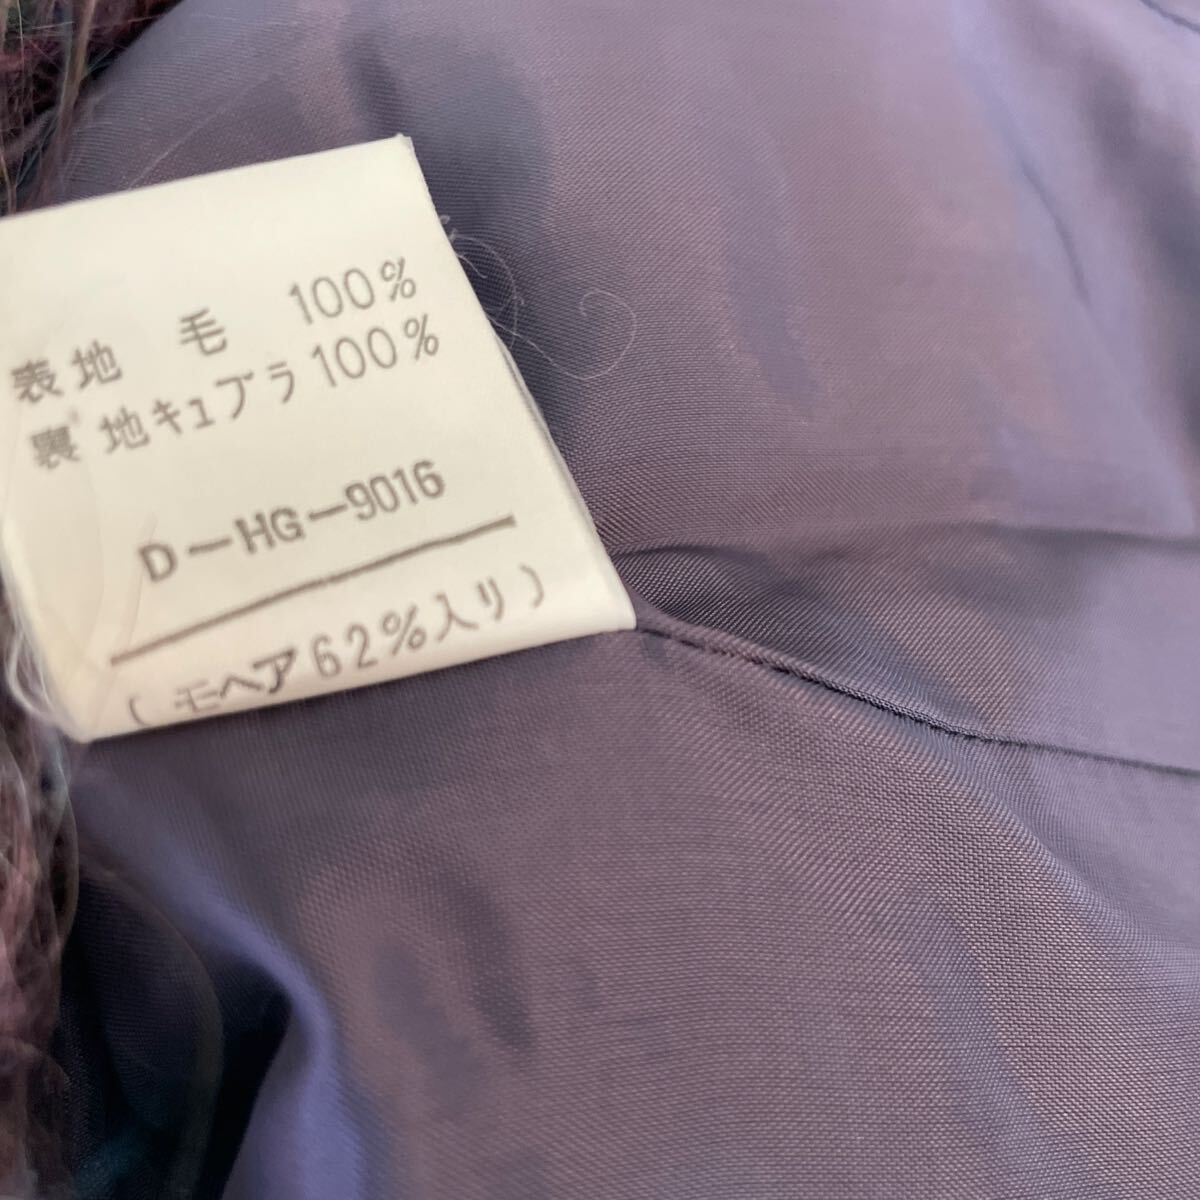 表地 毛 100%
裏地キュプラ100%
D-HG-9016
(モヘア62%入り)